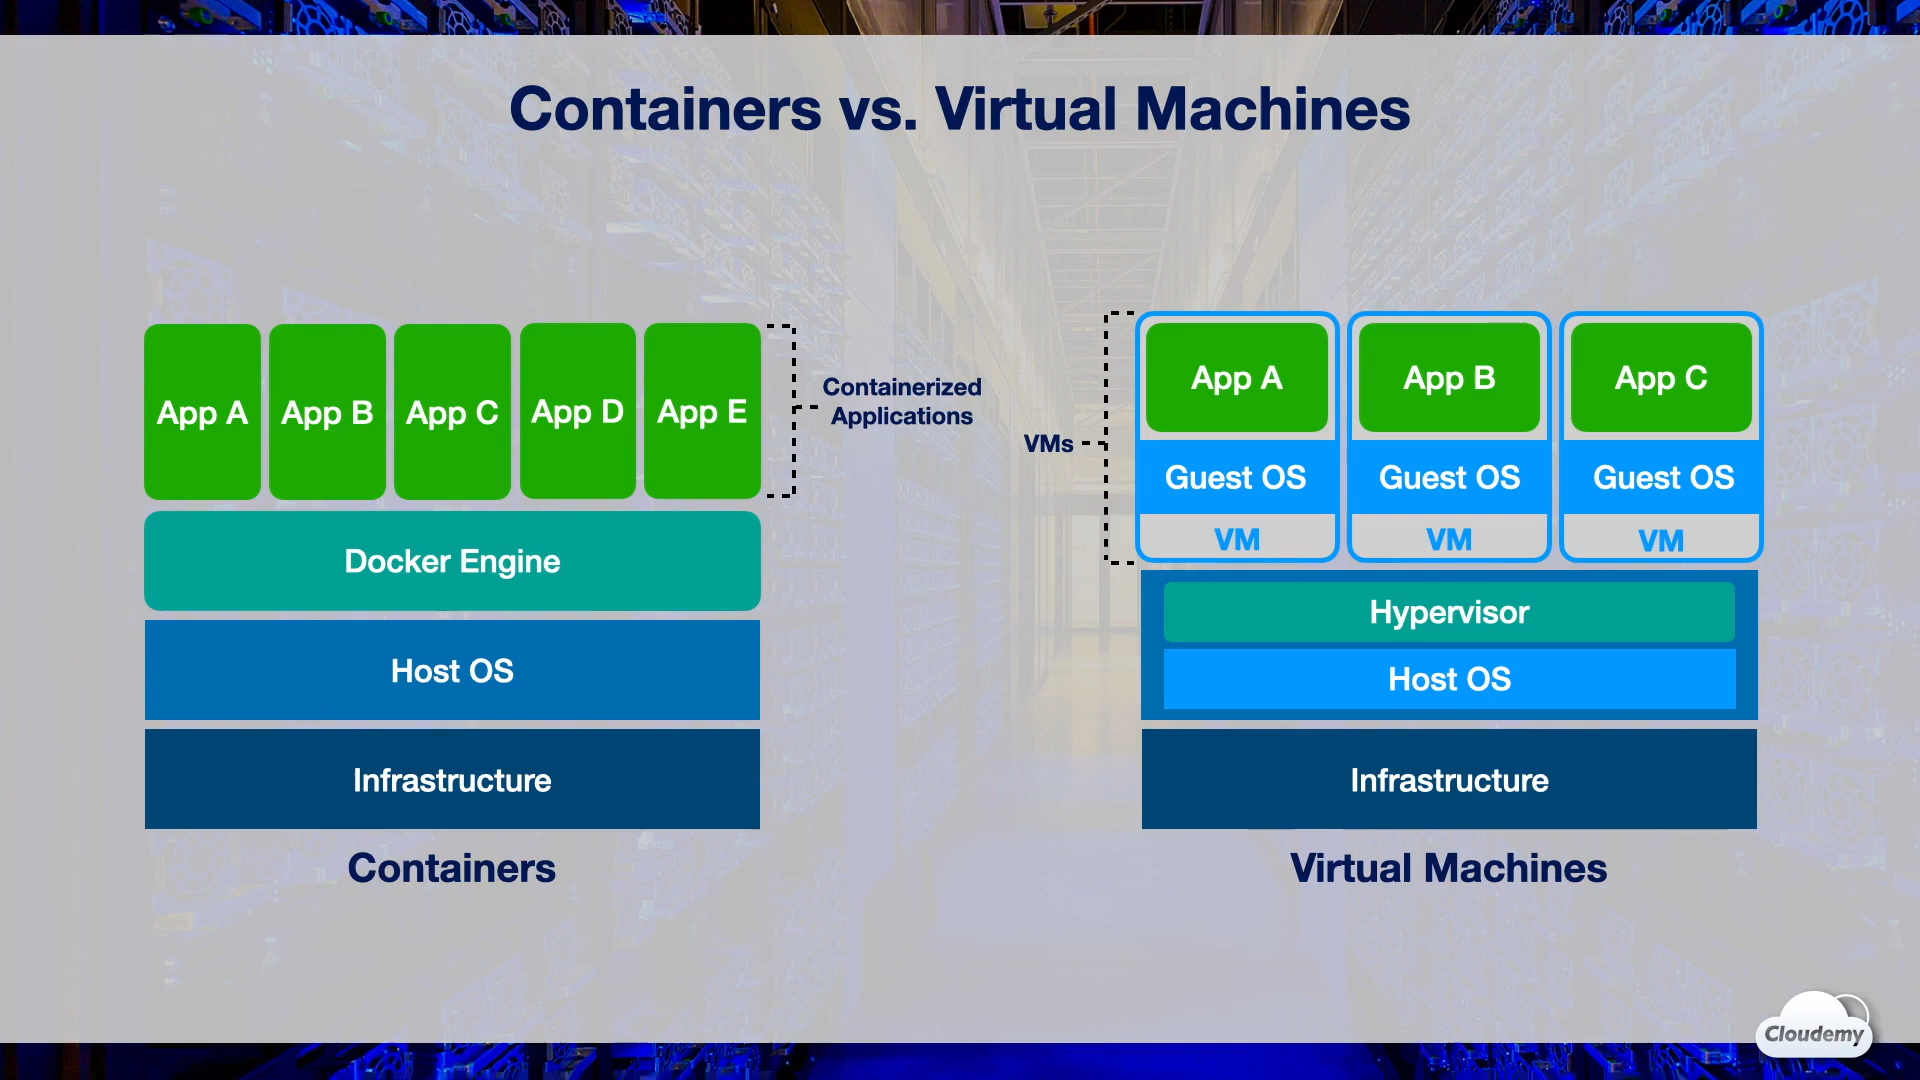 Containers vs. Virtual Machines
App A
App B
App C
App D
App E
Containerized
Applications
Docker Engine
Host OS
Infrastructure
Containers
VMs
App A
App B
App C
Guest OS
Guest OS
Guest OS
VM
VM
VM
Hypervisor
Host OS
Infrastructure
Virtual Machines
Cloudemy